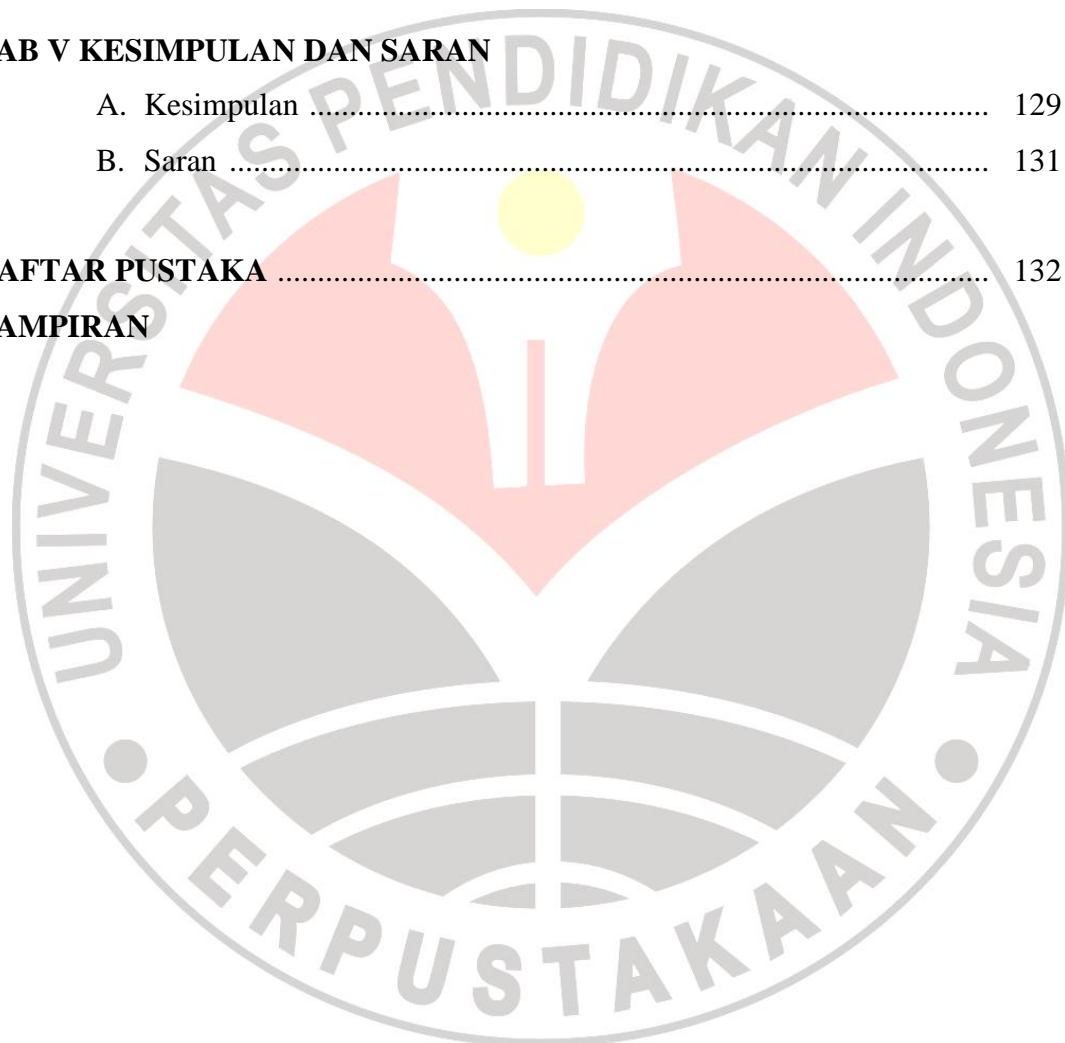 AB V KESIMPULAN DAN SARAN
A. Kesimpulan ..................................................................................... 129
B. Saran ............................................................................................... 131
AFTAR PUSTAKA ......................................................................................... 132
AMPIRAN
UNIVERSITAS PENDIDIKAN INDONESIA
PERPUSTAKAAN